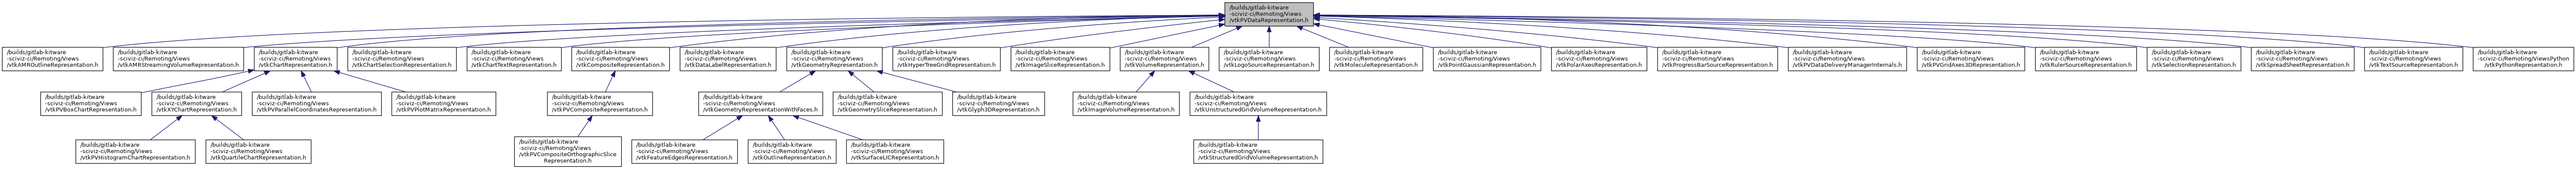 /builds/gitlab-kitware
-sciviz-ci/Remoting/Views
/vtkPVDataRepresentation.h
/builds/gitlab-kitware
-sciviz-ci/Remoting/Views
/vtkAMROutlineRepresentation.h
/builds/gitlab-kitware
-sciviz-ci/Remoting/Views
/vtkAMRStreamingVolumeRepresentation.h
/builds/gitlab-kitware
-sciviz-ci/Remoting/Views
/vtkChartRepresentation.h
/builds/gitlab-kitware
-sciviz-ci/Remoting/Views
/vtkChartSelectionRepresentation.h
/builds/gitlab-kitware
-sciviz-ci/Remoting/Views
/vtkChartTextRepresentation.h
/builds/gitlab-kitware
-sciviz-ci/Remoting/Views
/vtkCompositeRepresentation.h
/builds/gitlab-kitware
-sciviz-ci/Remoting/Views
/vtkDataLabelRepresentation.h
/builds/gitlab-kitware
-sciviz-ci/Remoting/Views
/vtkGeometryRepresentation.h
/builds/gitlab-kitware
-sciviz-ci/Remoting/Views
/vtkHyperTreeGridRepresentation.h
/builds/gitlab-kitware
-sciviz-ci/Remoting/Views
/vtkImageSliceRepresentation.h
/builds/gitlab-kitware
-sciviz-ci/Remoting/Views
/vtkVolumeRepresentation.h
/builds/gitlab-kitware
-sciviz-ci/Remoting/Views
/vtkLogoSourceRepresentation.h
/builds/gitlab-kitware
-sciviz-ci/Remoting/Views
/vtkMoleculeRepresentation.h
/builds/gitlab-kitware
-sciviz-ci/Remoting/Views
/vtkPointGaussianRepresentation.h
/builds/gitlab-kitware
-sciviz-ci/Remoting/Views
/vtkPolarAxesRepresentation.h
/builds/gitlab-kitware
-sciviz-ci/Remoting/Views
/vtkProgressBarSourceRepresentation.h
/builds/gitlab-kitware
-sciviz-ci/Remoting/Views
/vtkPVDataDeliveryManagerInternals.h
/builds/gitlab-kitware
-sciviz-ci/Remoting/Views
/vtkPVGridAxes3DRepresentation.h
/builds/gitlab-kitware
-sciviz-ci/Remoting/Views
/vtkRulerSourceRepresentation.h
/builds/gitlab-kitware
-sciviz-ci/Remoting/Views
/vtkSelectionRepresentation.h
/builds/gitlab-kitware
-sciviz-ci/Remoting/Views
/vtkSpreadSheetRepresentation.h
/builds/gitlab-kitware
-sciviz-ci/Remoting/Views
/vtkTextSourceRepresentation.h
/builds/gitlab-kitware
-sciviz-ci/Remoting/ViewsPython
/vtkPythonRepresentation.h
/builds/gitlab-kitware
-sciviz-ci/Remoting/Views
/vtkPVBoxChartRepresentation.h
/builds/gitlab-kitware
-sciviz-ci/Remoting/Views
/vtkXYChartRepresentation.h
/builds/gitlab-kitware
-sciviz-ci/Remoting/Views
/vtkPVParallelCoordinatesRepresentation.h
/builds/gitlab-kitware
-sciviz-ci/Remoting/Views
/vtkPVPlotMatrixRepresentation.h
/builds/gitlab-kitware
-sciviz-ci/Remoting/Views
/vtkPVCompositeRepresentation.h
/builds/gitlab-kitware
-sciviz-ci/Remoting/Views
/vtkGeometryRepresentationWithFaces.h
/builds/gitlab-kitware
-sciviz-ci/Remoting/Views
/vtkGeometrySliceRepresentation.h
/builds/gitlab-kitware
-sciviz-ci/Remoting/Views
/vtkGlyph3DRepresentation.h
/builds/gitlab-kitware
-sciviz-ci/Remoting/Views
/vtkImageVolumeRepresentation.h
/builds/gitlab-kitware
-sciviz-ci/Remoting/Views
/vtkUnstructuredGridVolumeRepresentation.h
/builds/gitlab-kitware
-sciviz-ci/Remoting/Views
/vtkPVHistogramChartRepresentation.h
/builds/gitlab-kitware
-sciviz-ci/Remoting/Views
/vtkQuartileChartRepresentation.h
/builds/gitlab-kitware
-sciviz-ci/Remoting/Views
/vtkPVCompositeOrthographicSlice
Representation.h
/builds/gitlab-kitware
-sciviz-ci/Remoting/Views
/vtkFeatureEdgesRepresentation.h
/builds/gitlab-kitware
-sciviz-ci/Remoting/Views
/vtkOutlineRepresentation.h
/builds/gitlab-kitware
-sciviz-ci/Remoting/Views
/vtkSurfaceLICRepresentation.h
/builds/gitlab-kitware
-sciviz-ci/Remoting/Views
/vtkStructuredGridVolumeRepresentation.h